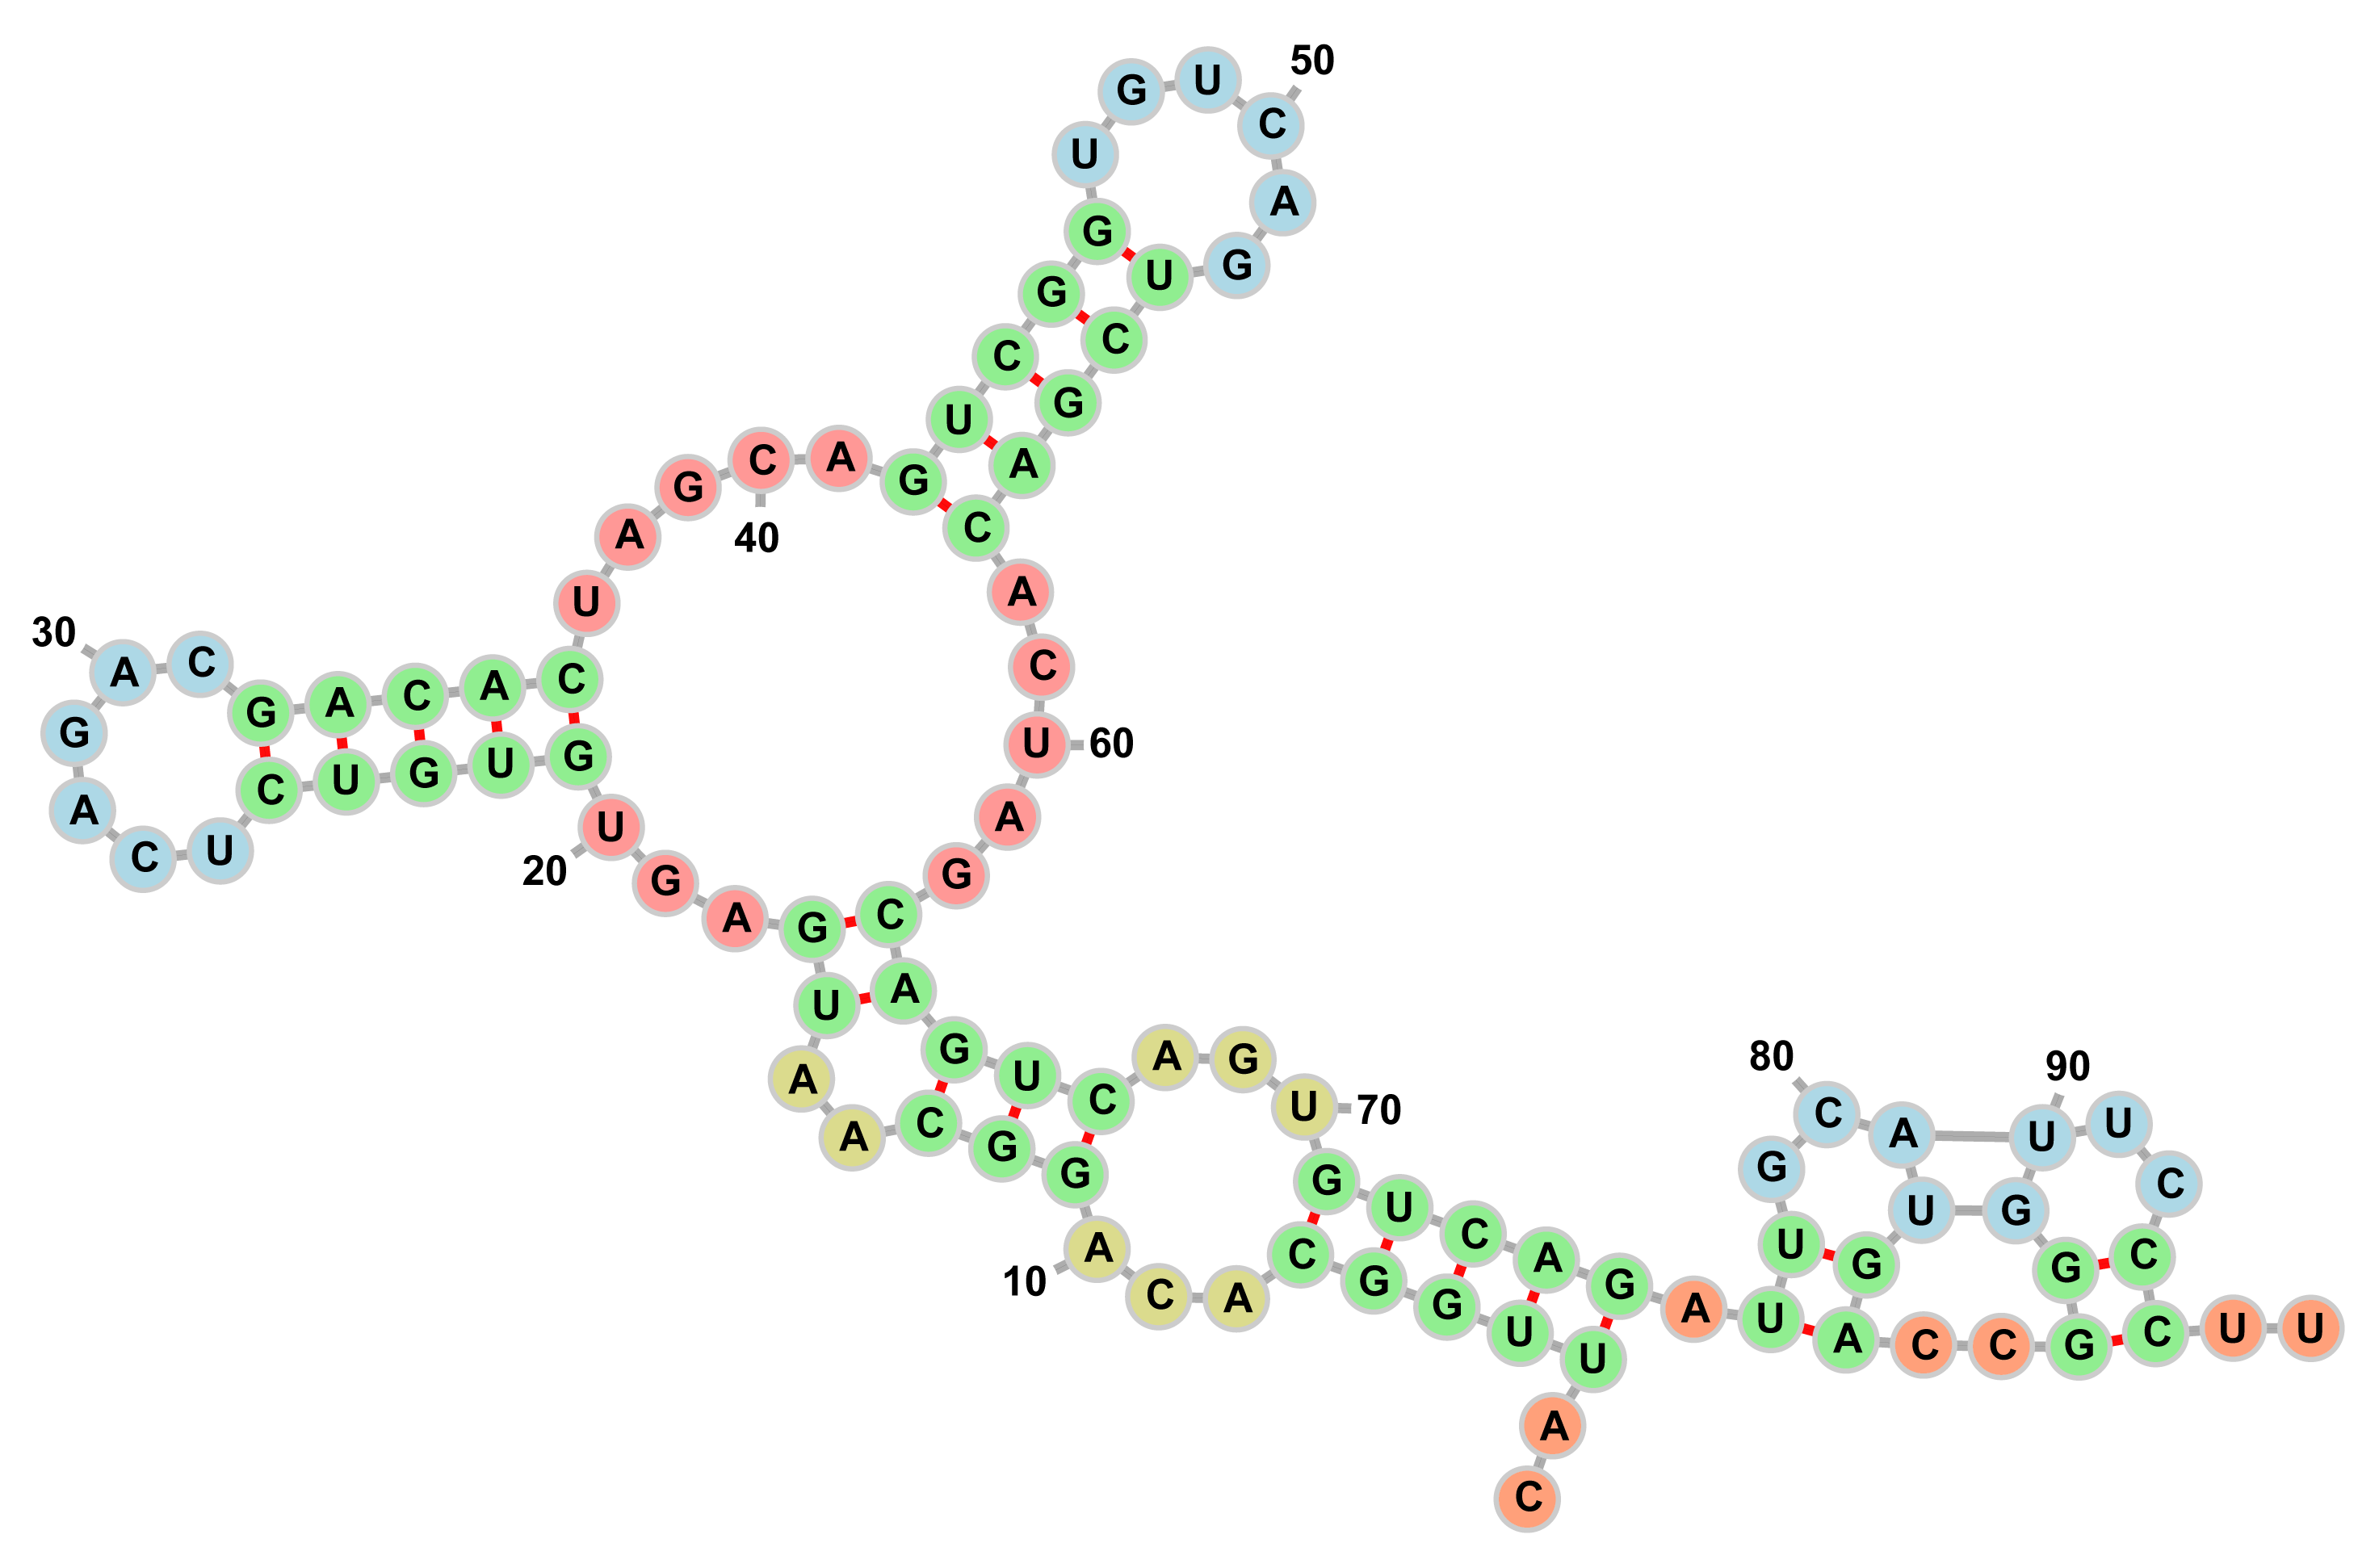 C A U U G G C A C A
10
G G C A A U G A G U
20
G U G U C U C A G A
30
C G A C A C U A G C
40
A G U C G G U G U C
50
A G U C G A C A C U
60
A G C A G U C A G U
70
G U C A G A U U G C
80
A U G A C C G G G U
90
U C C C U U